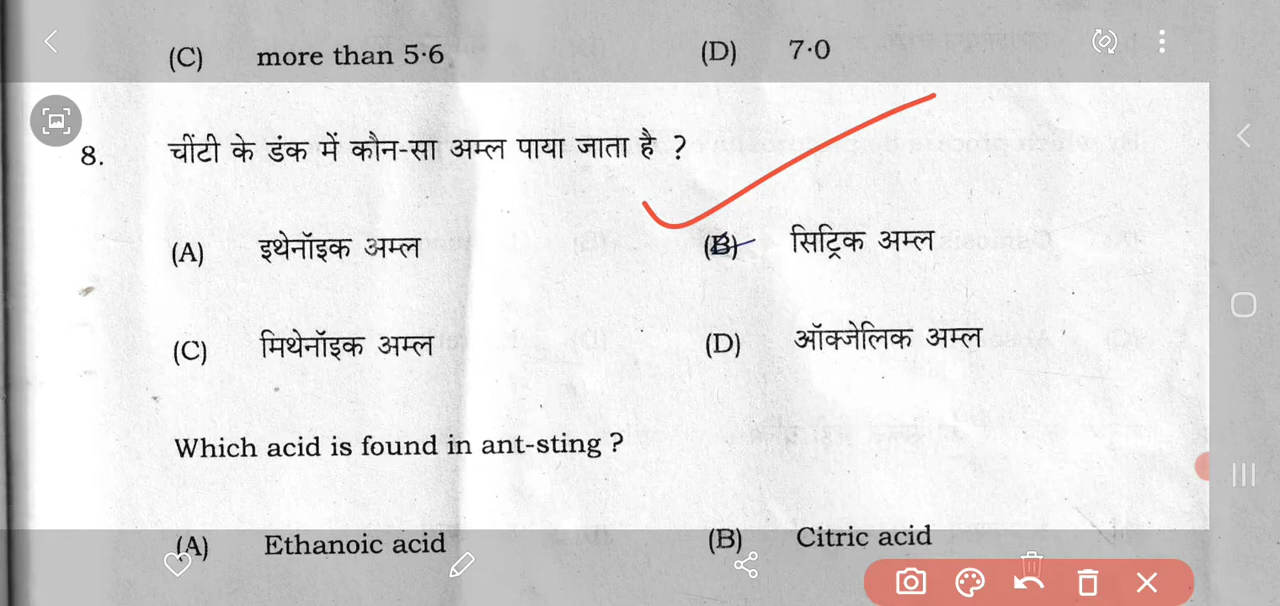 (C) more than 5·6 (D) 7·0
8. चींटी के डंक में कौन-सा अम्ल पाया जाता है ?
(A) इथेनॉइक अम्ल (B) सिट्रिक अम्ल
(C) मिथेनॉइक अम्ल (D) ऑक्जेलिक अम्ल
Which acid is found in ant-sting ?
(A) Ethanoic acid (B) Citric acid